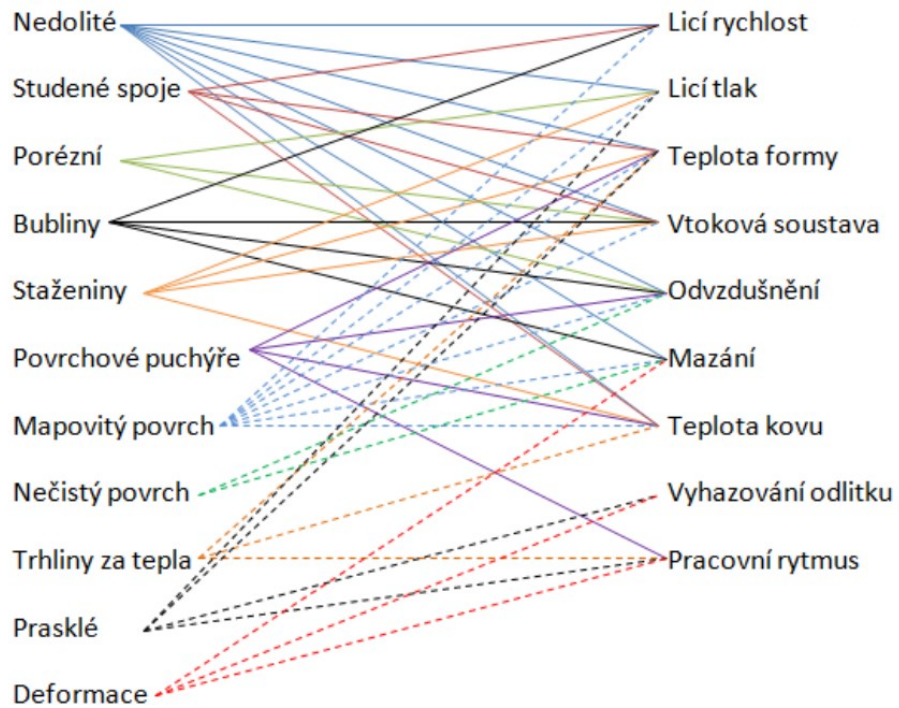 Nedolité
Licí rychlost
Studené spoje
Licí tlak
Porézní
Teplota formy
Bubliny
Vtoková soustava
Staženiny
Odvzdušnění
Povrchové puchýře
Mazání
Mapovitý povrch
Teplota kovu
Nečistý povrch
Vyhazování odlitku
Trhliny za tepla
Pracovní rytmus
Prasklé
Deformace